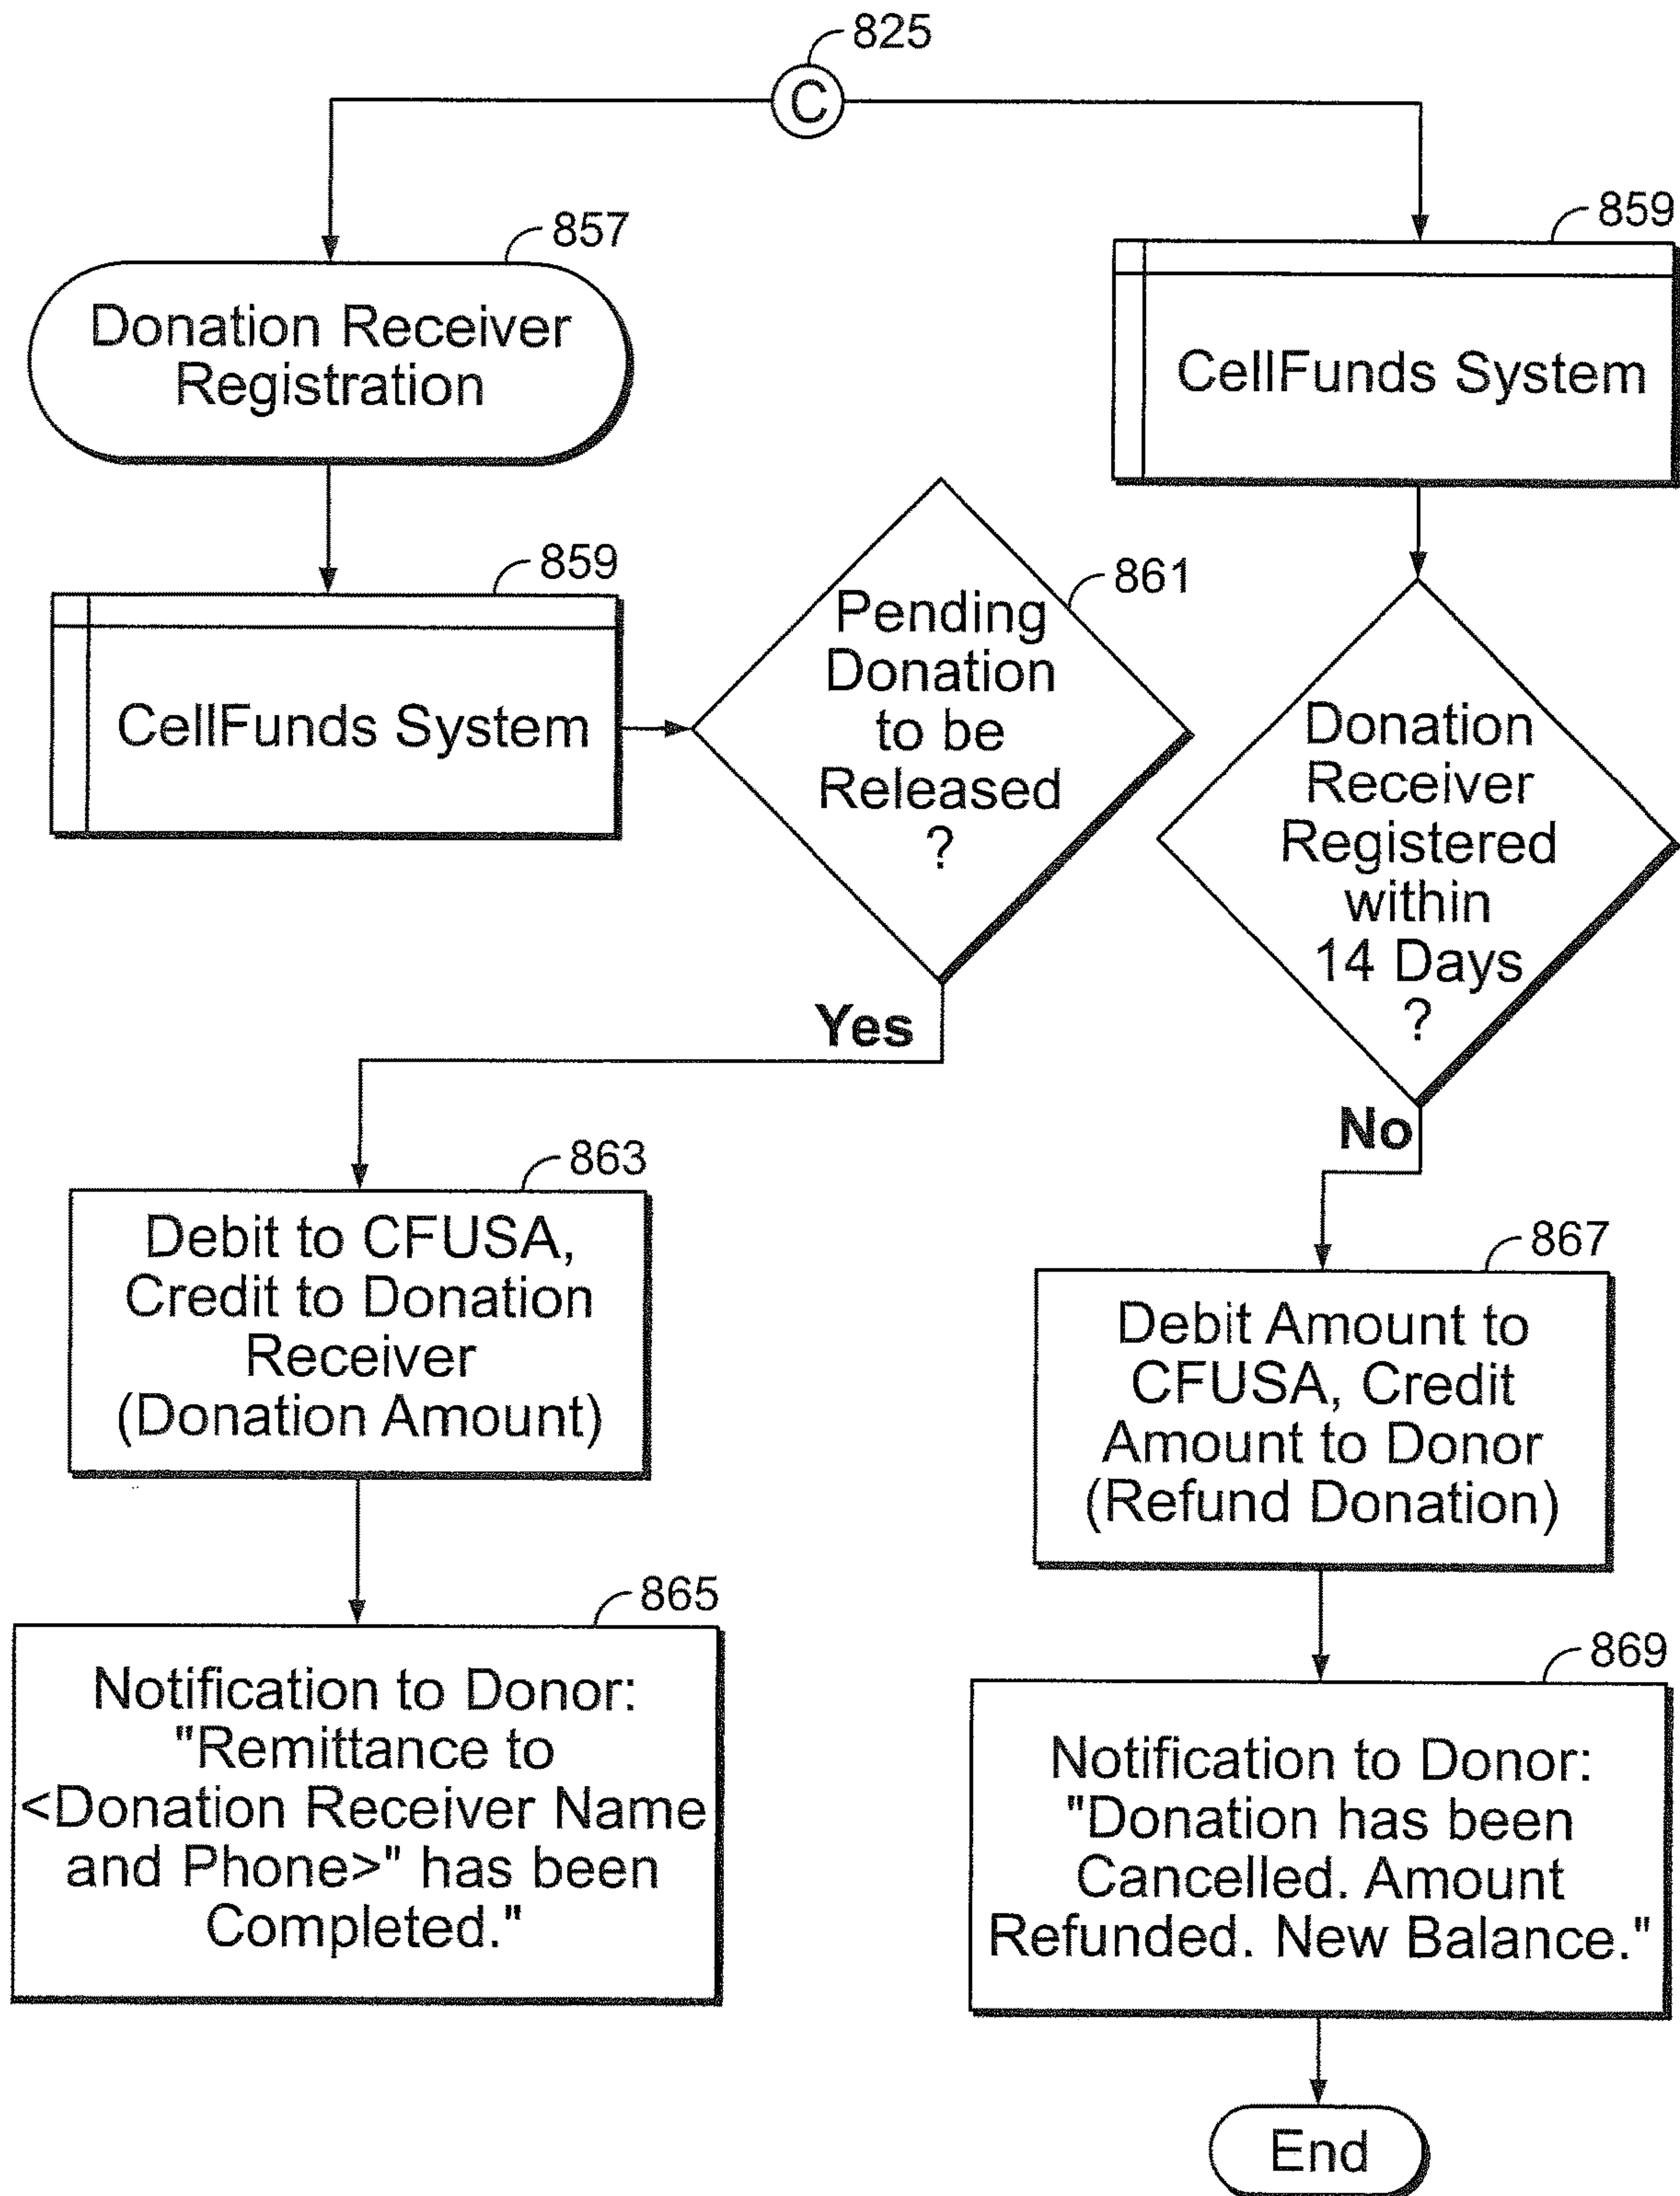 825
C
857
Donation Receiver
Registration
859
CellFunds System
859
CellFunds System
861
Pending
Donation
to be
Released
?
Donation
Receiver
Registered
within
14 Days
?
Yes
No
863
Debit to CFUSA,
Credit to Donation
Receiver
(Donation Amount)
867
Debit Amount to
CFUSA, Credit
Amount to Donor
(Refund Donation)
865
Notification to Donor:
"Remittance to
<Donation Receiver Name
and Phone>" has been
Completed."
869
Notification to Donor:
"Donation has been
Cancelled. Amount
Refunded. New Balance."
End